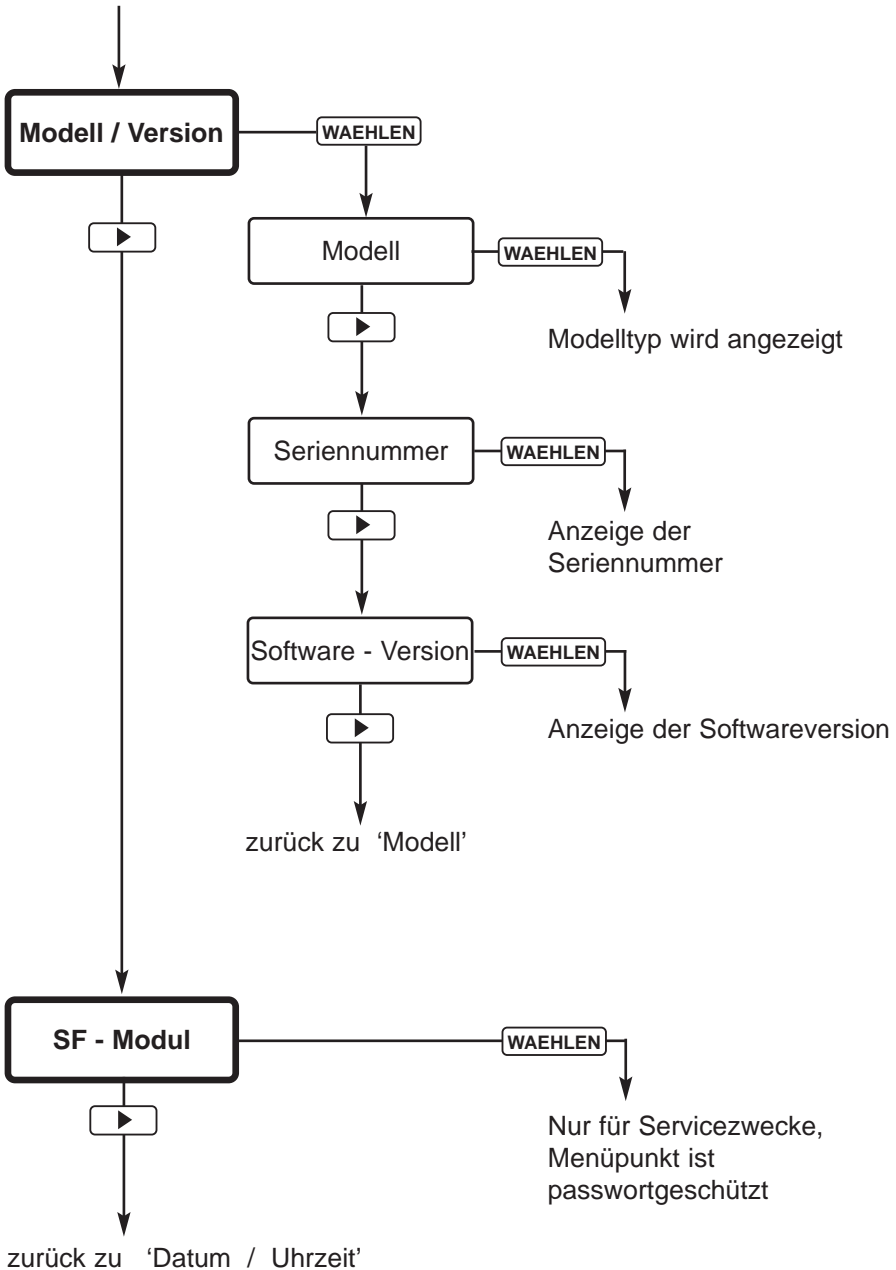 Modell / Version
WAEHLEN
Modell
WAEHLEN
Modelltyp wird angezeigt
Seriennummer
WAEHLEN
Anzeige der
Seriennummer
Software - Version
WAEHLEN
Anzeige der Softwareversion
zurück zu ‘Modell’
SF - Modul
WAEHLEN
Nur für Servicezwecke,
Menüpunkt ist
passwortgeschützt
zurück zu ‘Datum / Uhrzeit’